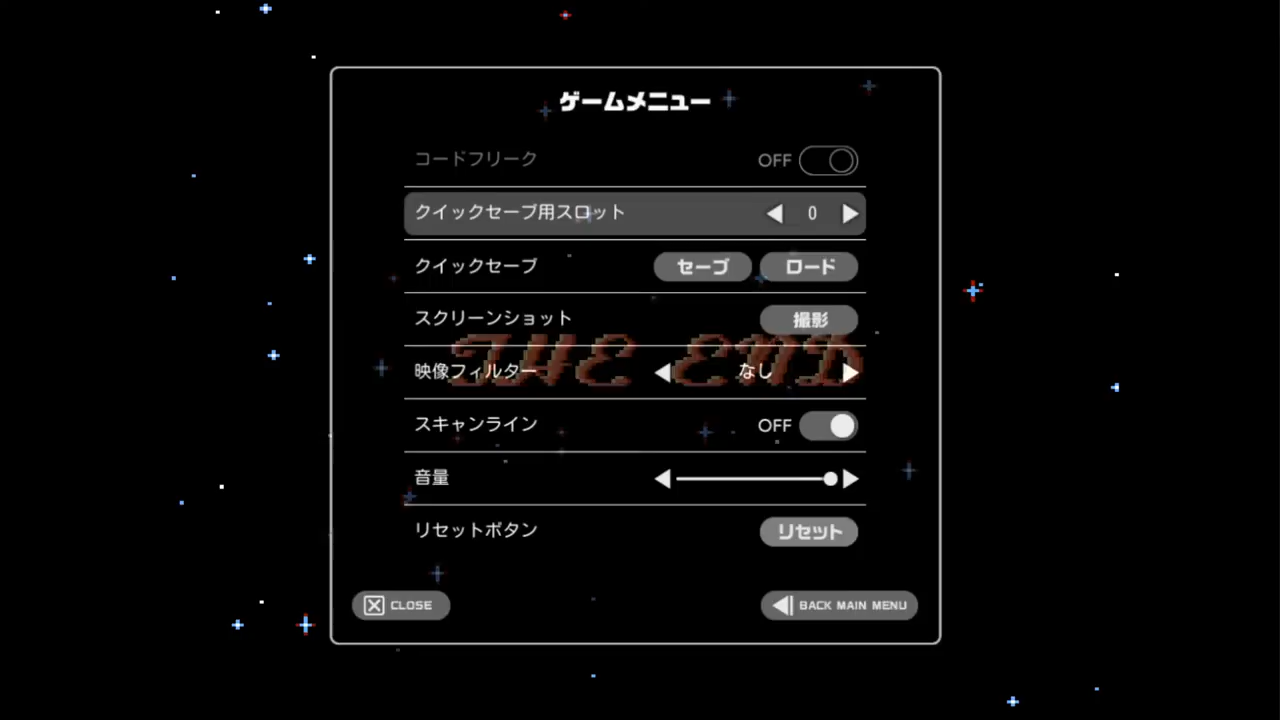 ゲームメニュー
コードフリーク OFF
クイックセーブ用スロット 0
クイックセーブ セーブ ロード
スクリーンショット 撮影
THE END
映像フィルター なし
スキャンライン OFF
音量
リセットボタン リセット
CLOSE BACK MAIN MENU